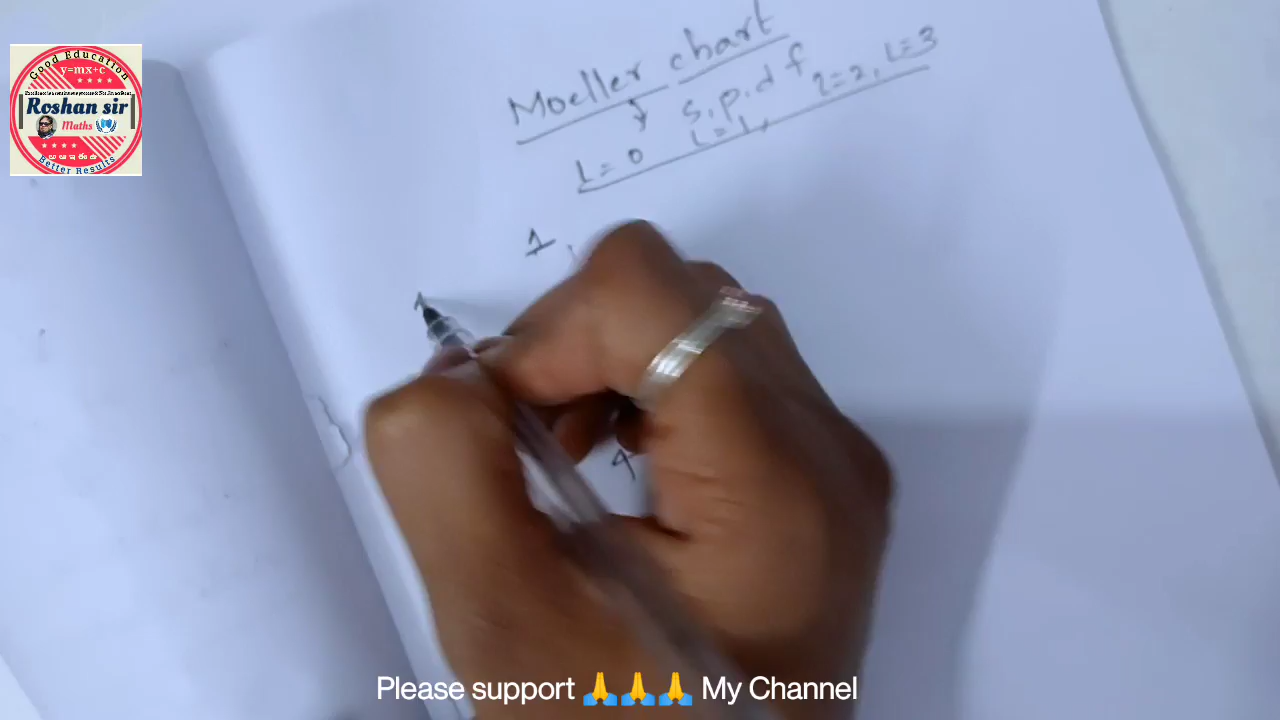 Good Education
y=mx+c
Roshan sir
Maths
Better Results
Moeller chart
s, p, d f
L=0 L=1, l=2, L=3
1
4
Please support 🙏🙏🙏 My Channel